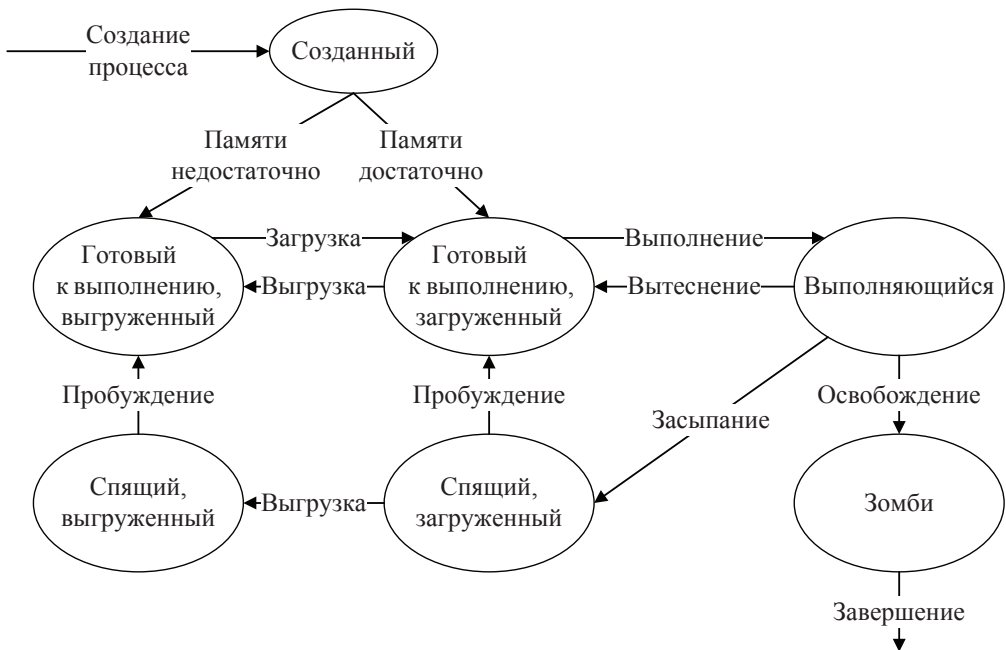 Создание
процесса
Созданный
Памяти
недостаточно
Памяти
достаточно
Готовый
к выполнению,
выгруженный
Загрузка
Выгрузка
Готовый
к выполнению,
загруженный
Выполнение
Вытеснение
Выполняющийся
Пробуждение
Пробуждение
Засыпание
Освобождение
Спящий,
выгруженный
Выгрузка
Спящий,
загруженный
Зомби
Завершение